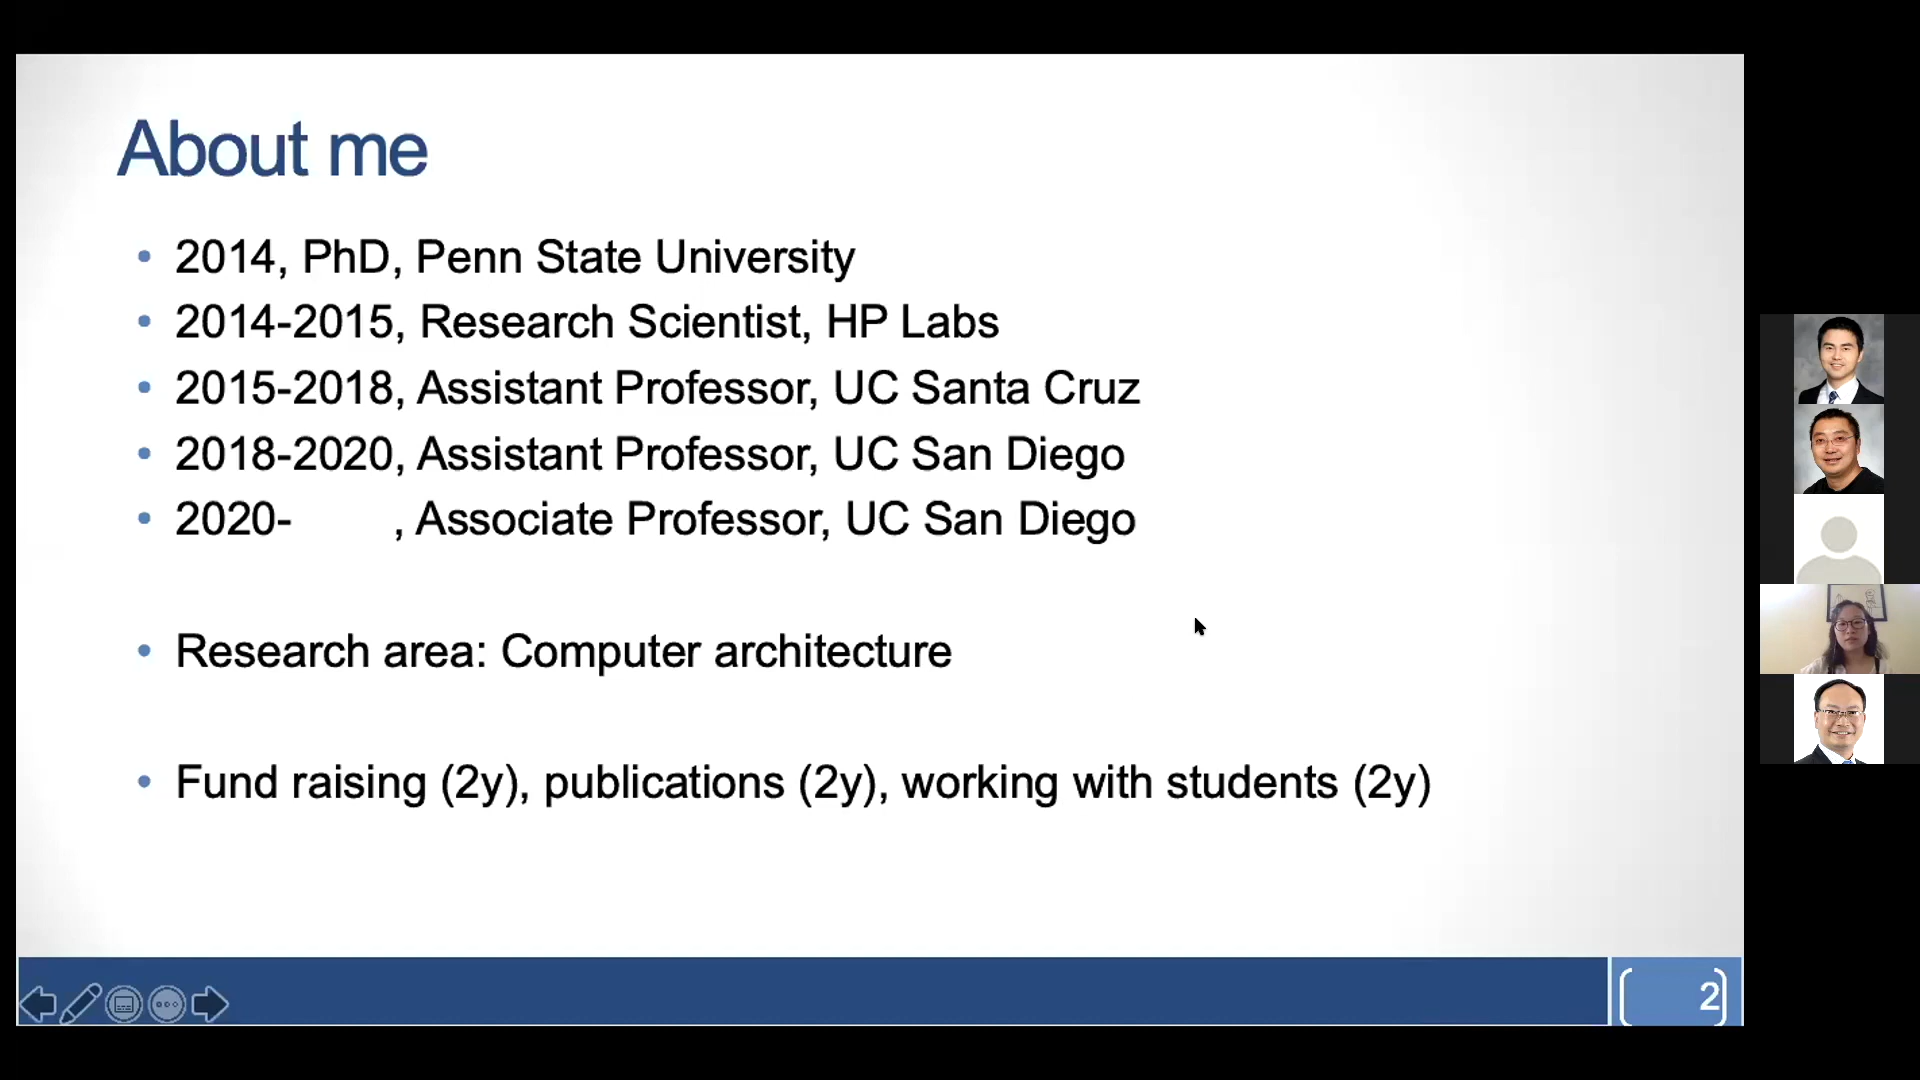 About me
• 2014, PhD, Penn State University
• 2014-2015, Research Scientist, HP Labs
• 2015-2018, Assistant Professor, UC Santa Cruz
• 2018-2020, Assistant Professor, UC San Diego
• 2020- , Associate Professor, UC San Diego
• Research area: Computer architecture
• Fund raising (2y), publications (2y), working with students (2y)
2